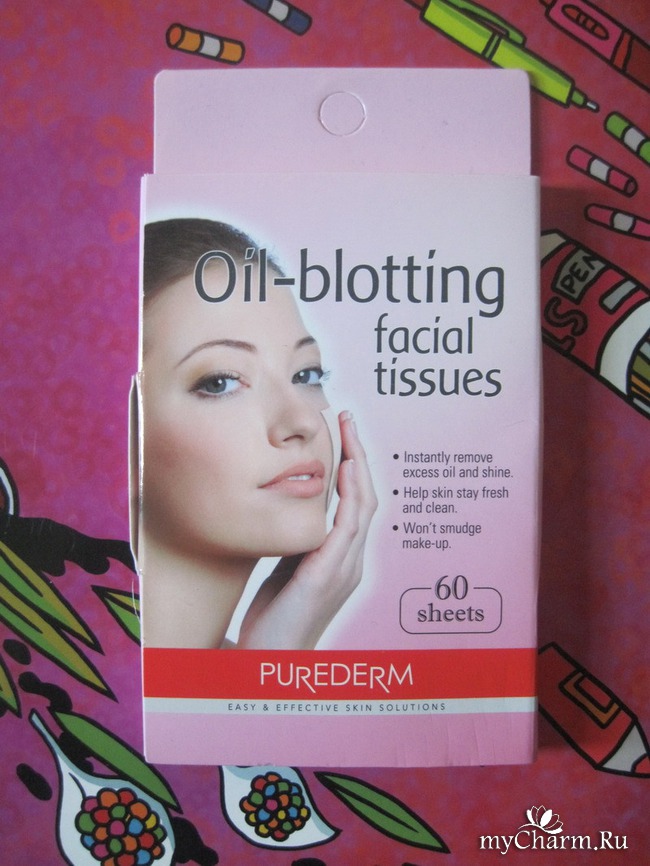 Oil-blotting
facial
tissues
• Instantly remove
excess oil and shine.
• Help skin stay fresh
and clean.
• Won't smudge
make-up.
60
sheets
PUREDERM
EASY & EFFECTIVE SKIN SOLUTIONS
PEN
myCharm.Ru